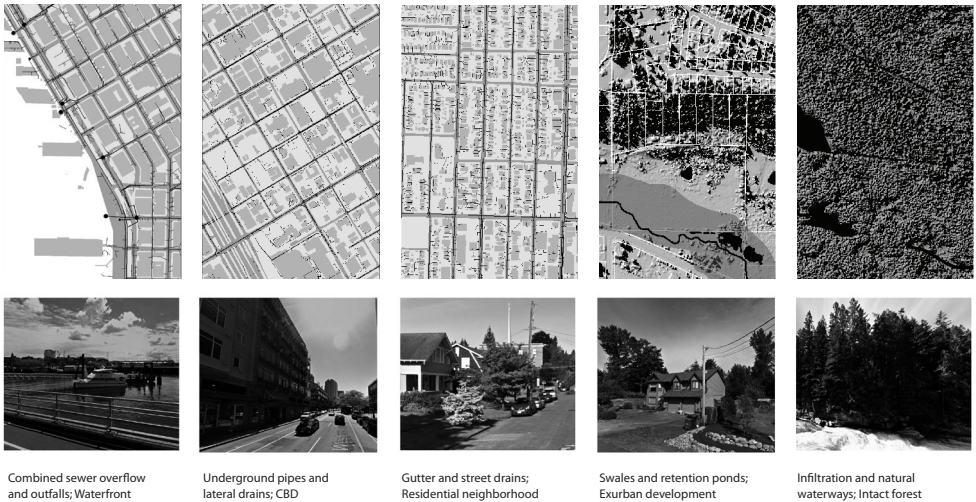 Combined sewer overflow
and outfalls; Waterfront
Underground pipes and
lateral drains; CBD
Gutter and street drains;
Residential neighborhood
Swales and retention ponds;
Exurban development
Infiltration and natural
waterways; Intact forest